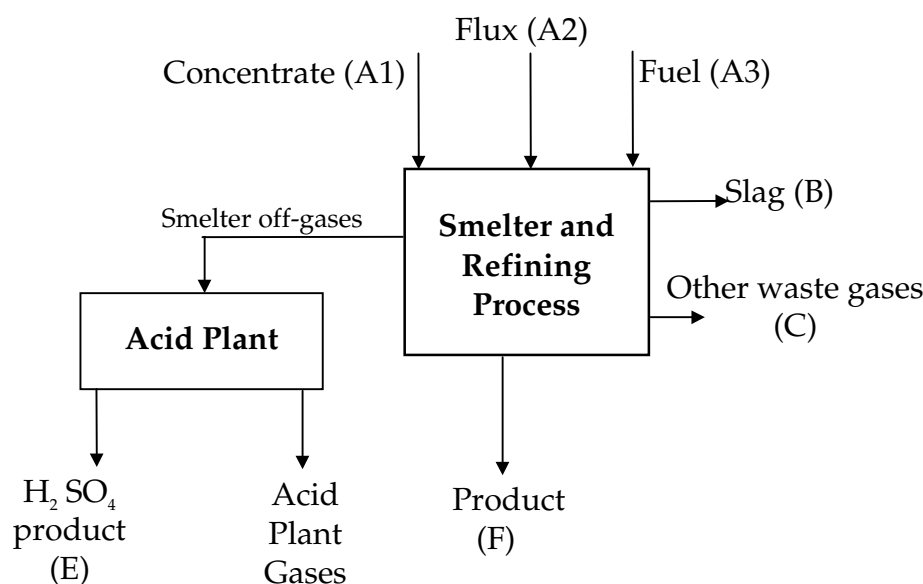 Flux (A2)
Concentrate (A1)
Fuel (A3)
Slag (B)
Smelter off-gases
Smelter and
Refining
Process
Other waste gases
(C)
Acid Plant
H₂ SO₄
product
(E)
Acid
Plant
Gases
Product
(F)